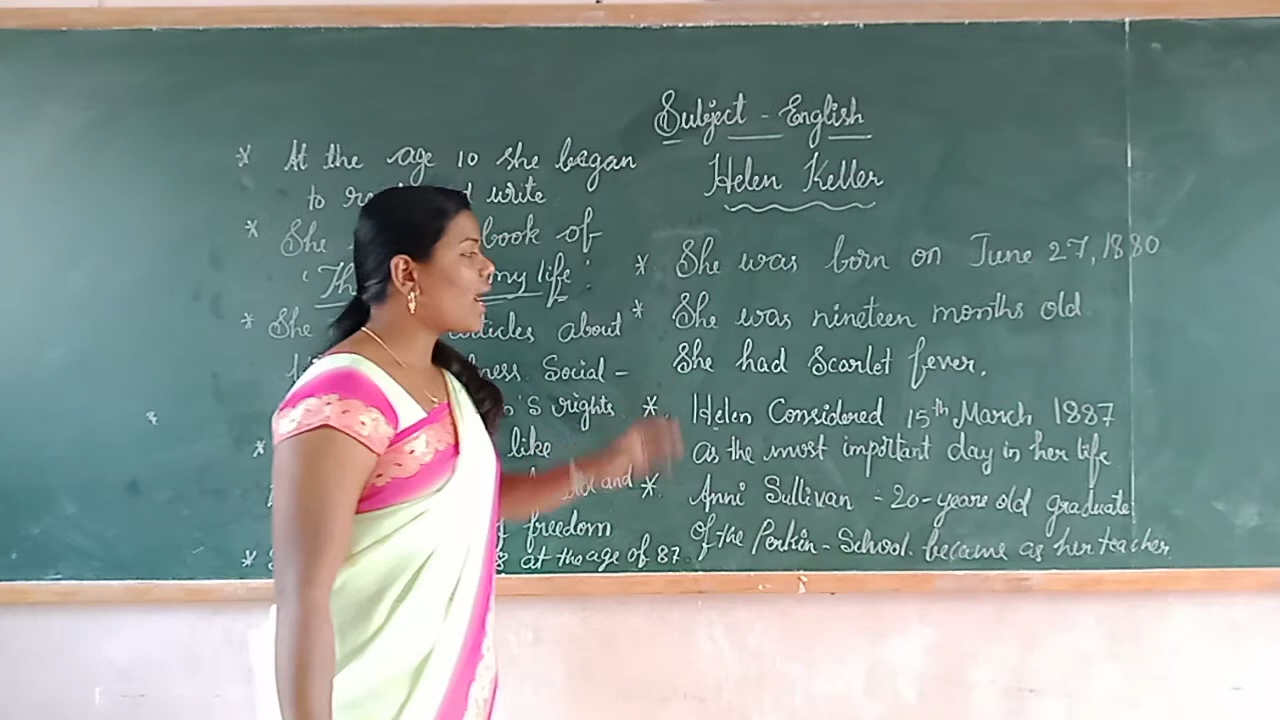 Subject - English
Helen Keller
* She was born on June 27, 1880
* She was nineteen months old
She had Scarlet fever.
* Helen Considered 15th March 1887
as the most important day in her life
* Anni Sullivan - 20-years old graduate
of the Perkin - School. became as her teacher
* At the age 10 she began
to write
* She book of
'Th my life'.
* She articles about
ness. Social -
's rights
* like
and
freedom
* 8 at the age of 87.